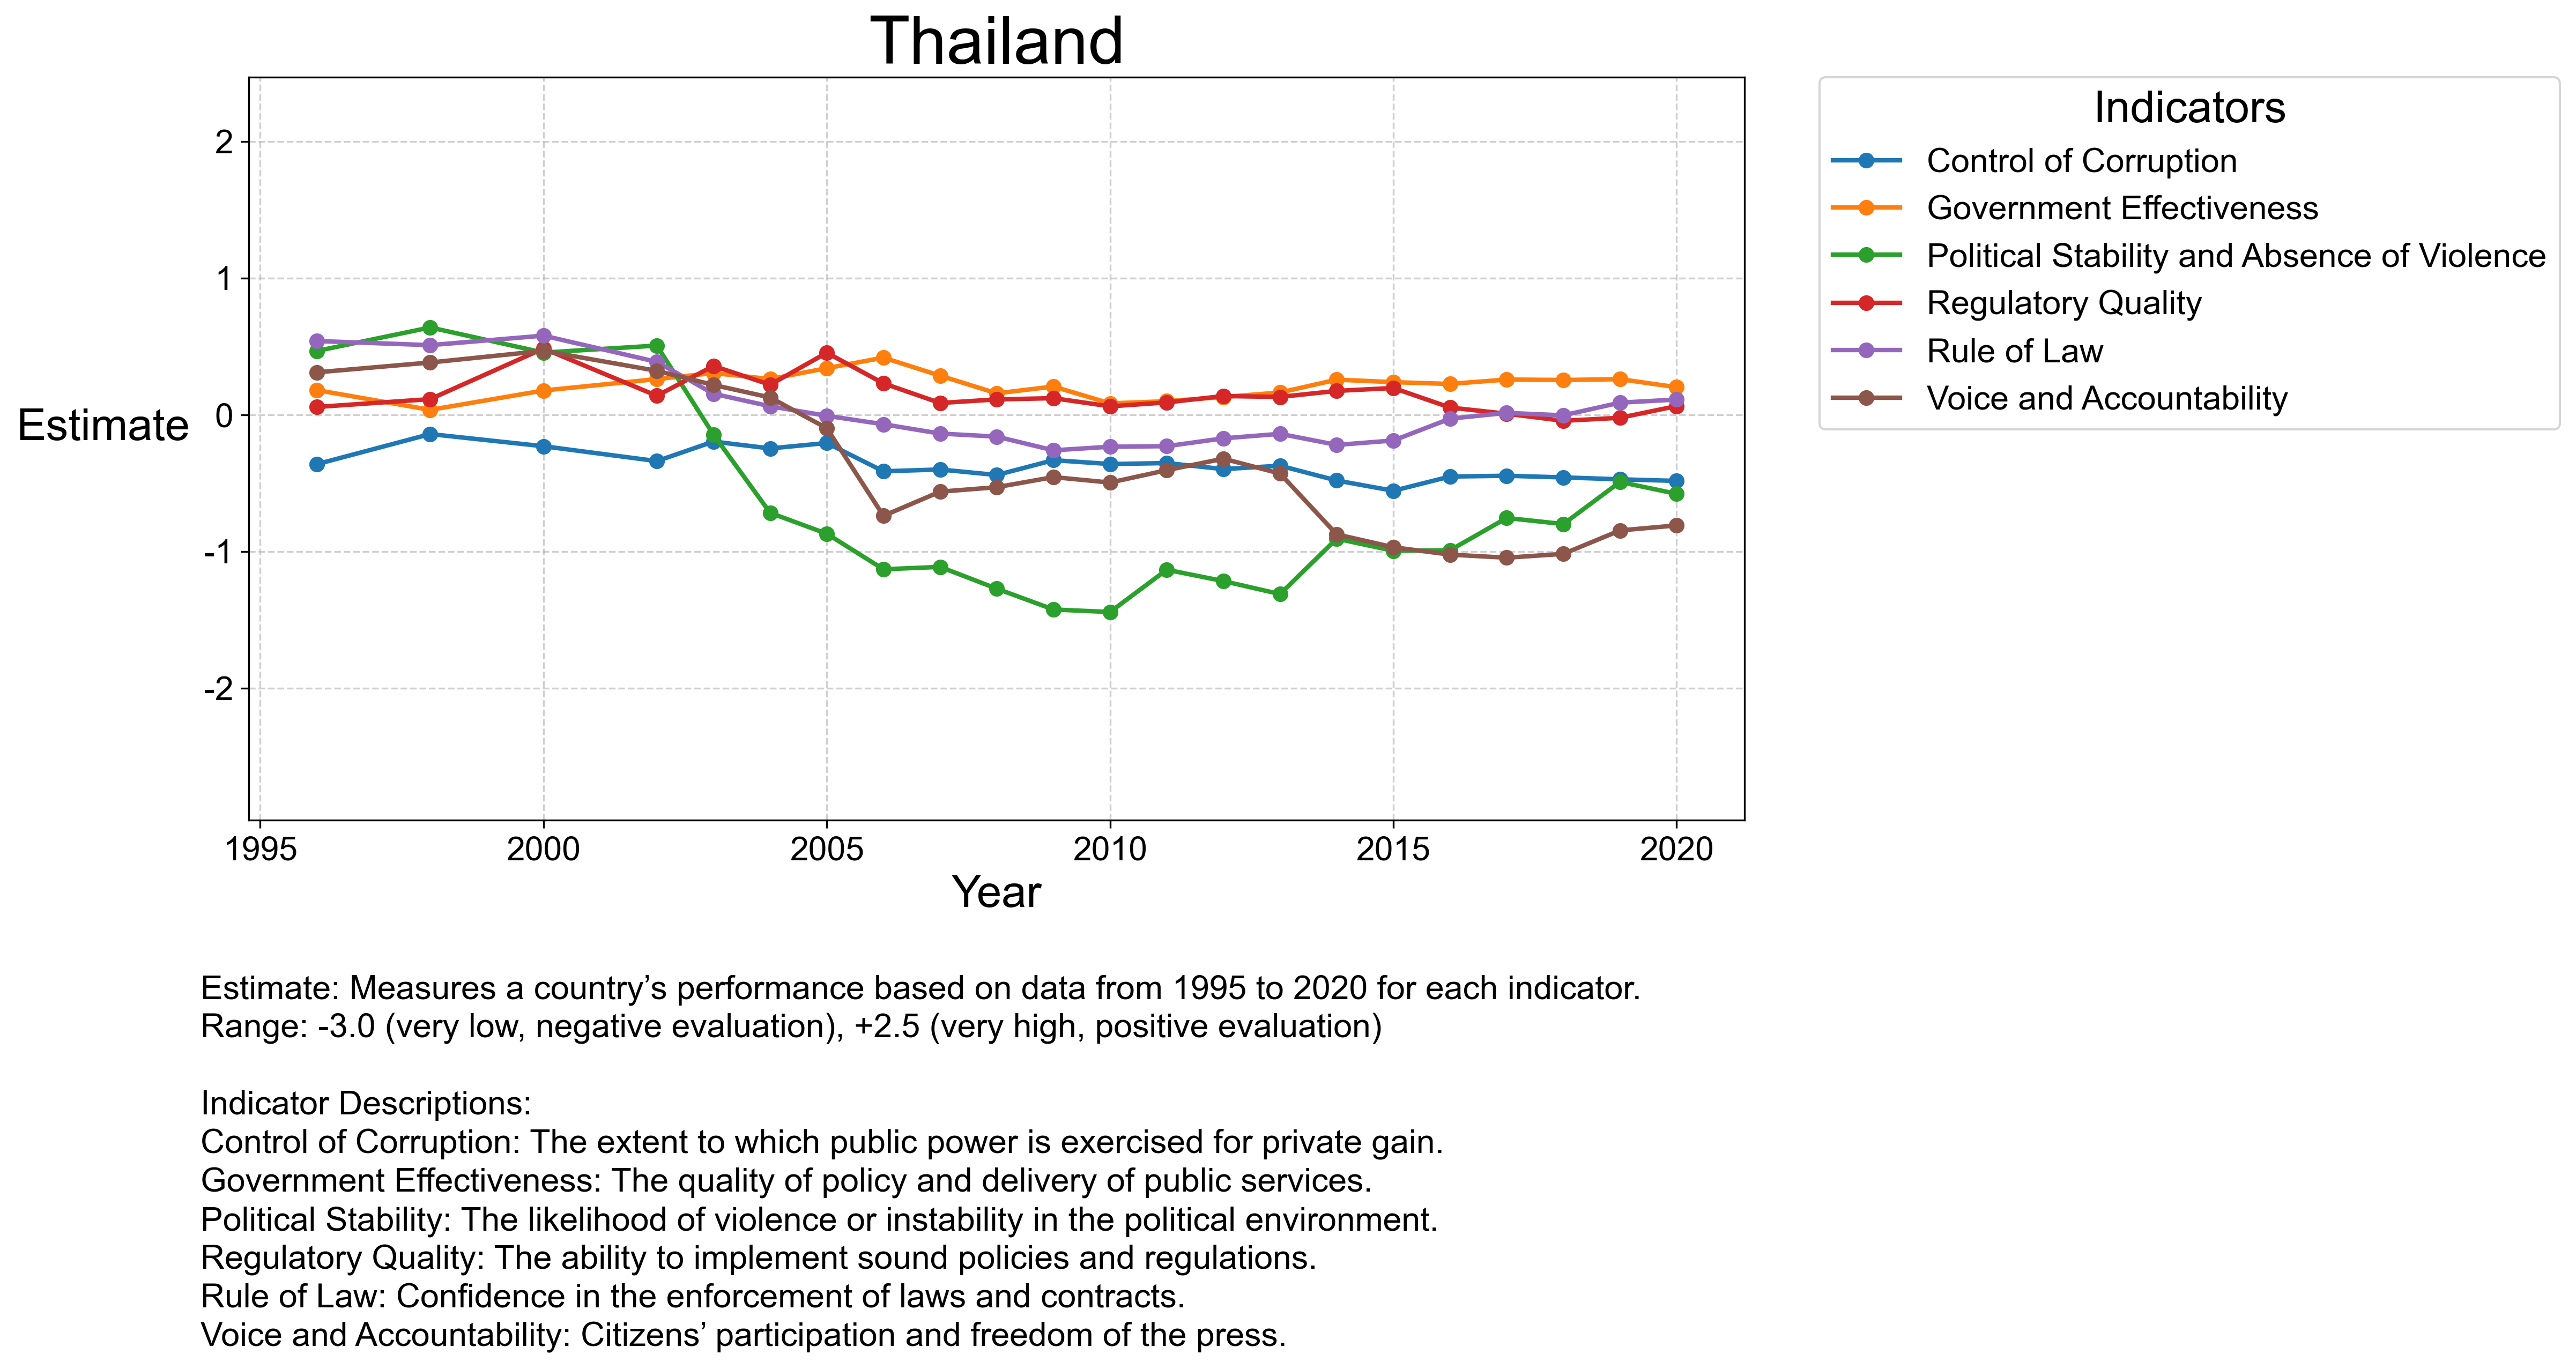 Thailand
Estimate
2
1
0
-1
-2
1995 2000 2005 2010 2015 2020
Year
Indicators
Control of Corruption
Government Effectiveness
Political Stability and Absence of Violence
Regulatory Quality
Rule of Law
Voice and Accountability
Estimate: Measures a country’s performance based on data from 1995 to 2020 for each indicator.
Range: -3.0 (very low, negative evaluation), +2.5 (very high, positive evaluation)
Indicator Descriptions:
Control of Corruption: The extent to which public power is exercised for private gain.
Government Effectiveness: The quality of policy and delivery of public services.
Political Stability: The likelihood of violence or instability in the political environment.
Regulatory Quality: The ability to implement sound policies and regulations.
Rule of Law: Confidence in the enforcement of laws and contracts.
Voice and Accountability: Citizens’ participation and freedom of the press.